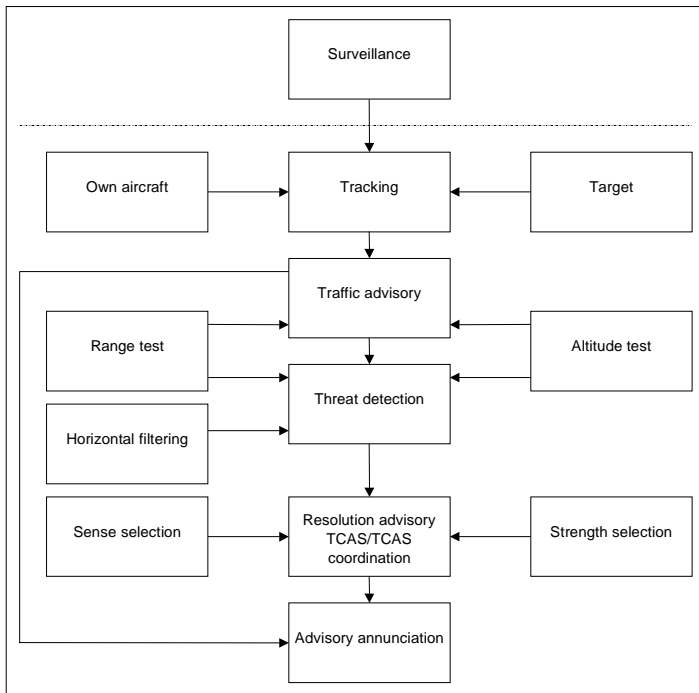 Surveillance
Own aircraft
Tracking
Target
Traffic advisory
Range test
Altitude test
Threat detection
Horizontal filtering
Sense selection
Resolution advisory
TCAS/TCAS
coordination
Strength selection
Advisory annunciation